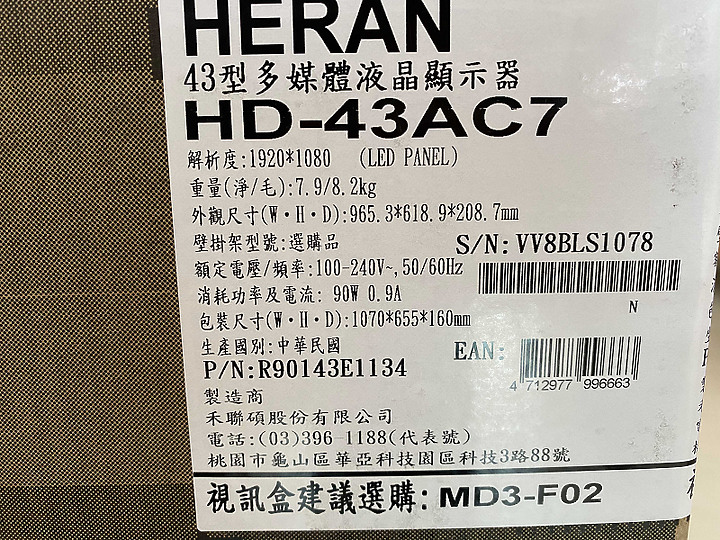 HERAN
43型多媒體液晶顯示器
HD-43AC7
解析度:1920*1080 (LED PANEL)
重量(淨/毛):7.9/8.2kg
外觀尺寸(W·H·D):965.3*618.9*208.7mm
壁掛架型號:選購品
S/N:VV8BLS1078
額定電壓/頻率:100-240V~,50/60Hz
消耗功率及電流: 90W 0.9A
N
包裝尺寸(W·H·D):1070*655*160mm
生產國別:中華民國
EAN:
4 712977 996663
P/N:R90143E1134
製造商
禾聯碩股份有限公司
電話:(03)396-1188(代表號)
桃園市龜山區華亞科技園區科技3路88號
視訊盒建議選購:MD3-F02